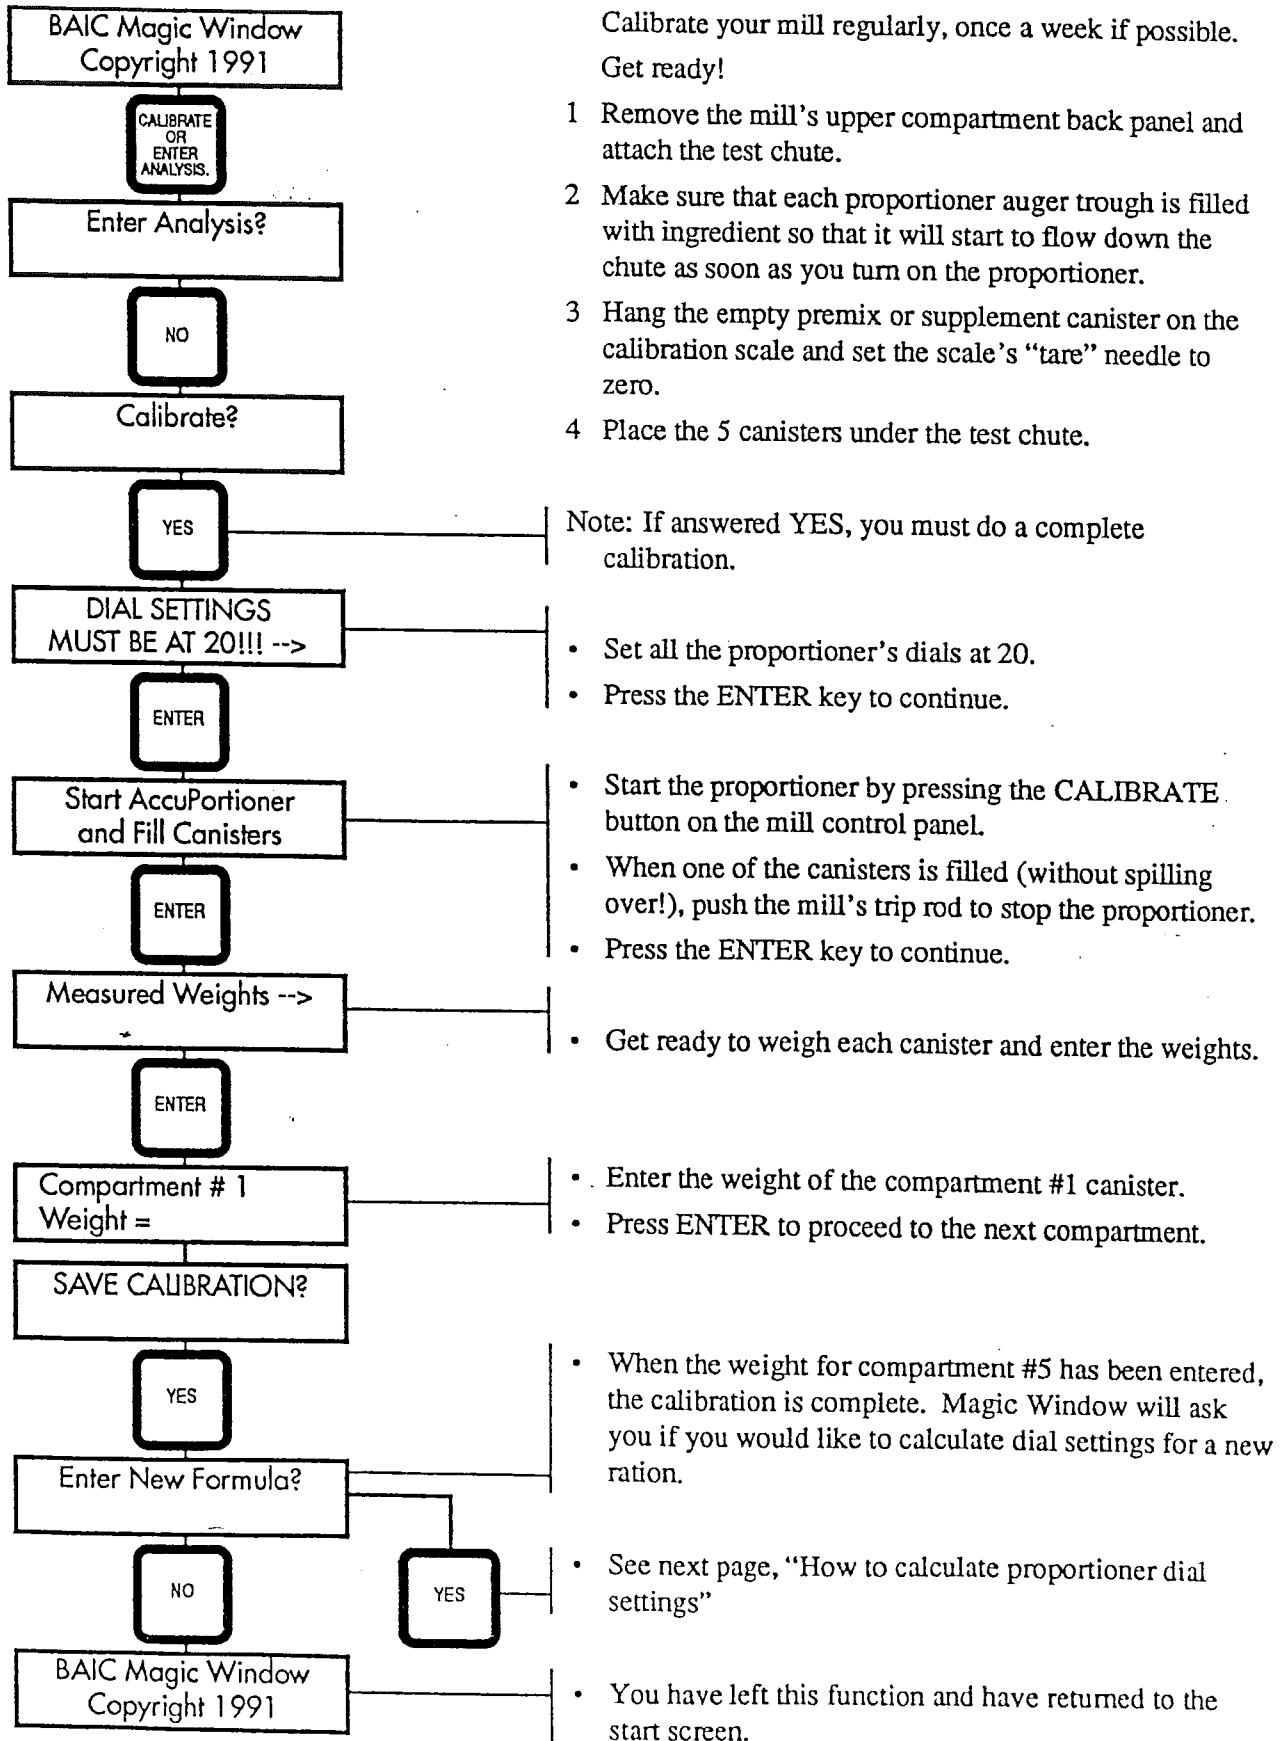 BAIC Magic Window
Copyright 1991
CALIBRATE
OR
ENTER
ANALYSIS.
Enter Analysis?
NO
Calibrate?
YES
DIAL SETTINGS
MUST BE AT 20!!! -->
ENTER
Start AccuPortioner
and Fill Canisters
ENTER
Measured Weights -->
ENTER
Compartment # 1
Weight =
SAVE CALIBRATION?
YES
Enter New Formula?
NO
YES
BAIC Magic Window
Copyright 1991
Calibrate your mill regularly, once a week if possible.
Get ready!
1 Remove the mill's upper compartment back panel and
attach the test chute.
2 Make sure that each proportioner auger trough is filled
with ingredient so that it will start to flow down the
chute as soon as you turn on the proportioner.
3 Hang the empty premix or supplement canister on the
calibration scale and set the scale's “tare” needle to
zero.
4 Place the 5 canisters under the test chute.
Note: If answered YES, you must do a complete
calibration.
• Set all the proportioner's dials at 20.
• Press the ENTER key to continue.
• Start the proportioner by pressing the CALIBRATE
button on the mill control panel.
• When one of the canisters is filled (without spilling
over!), push the mill's trip rod to stop the proportioner.
• Press the ENTER key to continue.
• Get ready to weigh each canister and enter the weights.
• Enter the weight of the compartment #1 canister.
• Press ENTER to proceed to the next compartment.
• When the weight for compartment #5 has been entered,
the calibration is complete. Magic Window will ask
you if you would like to calculate dial settings for a new
ration.
• See next page, “How to calculate proportioner dial
settings”
• You have left this function and have returned to the
start screen.